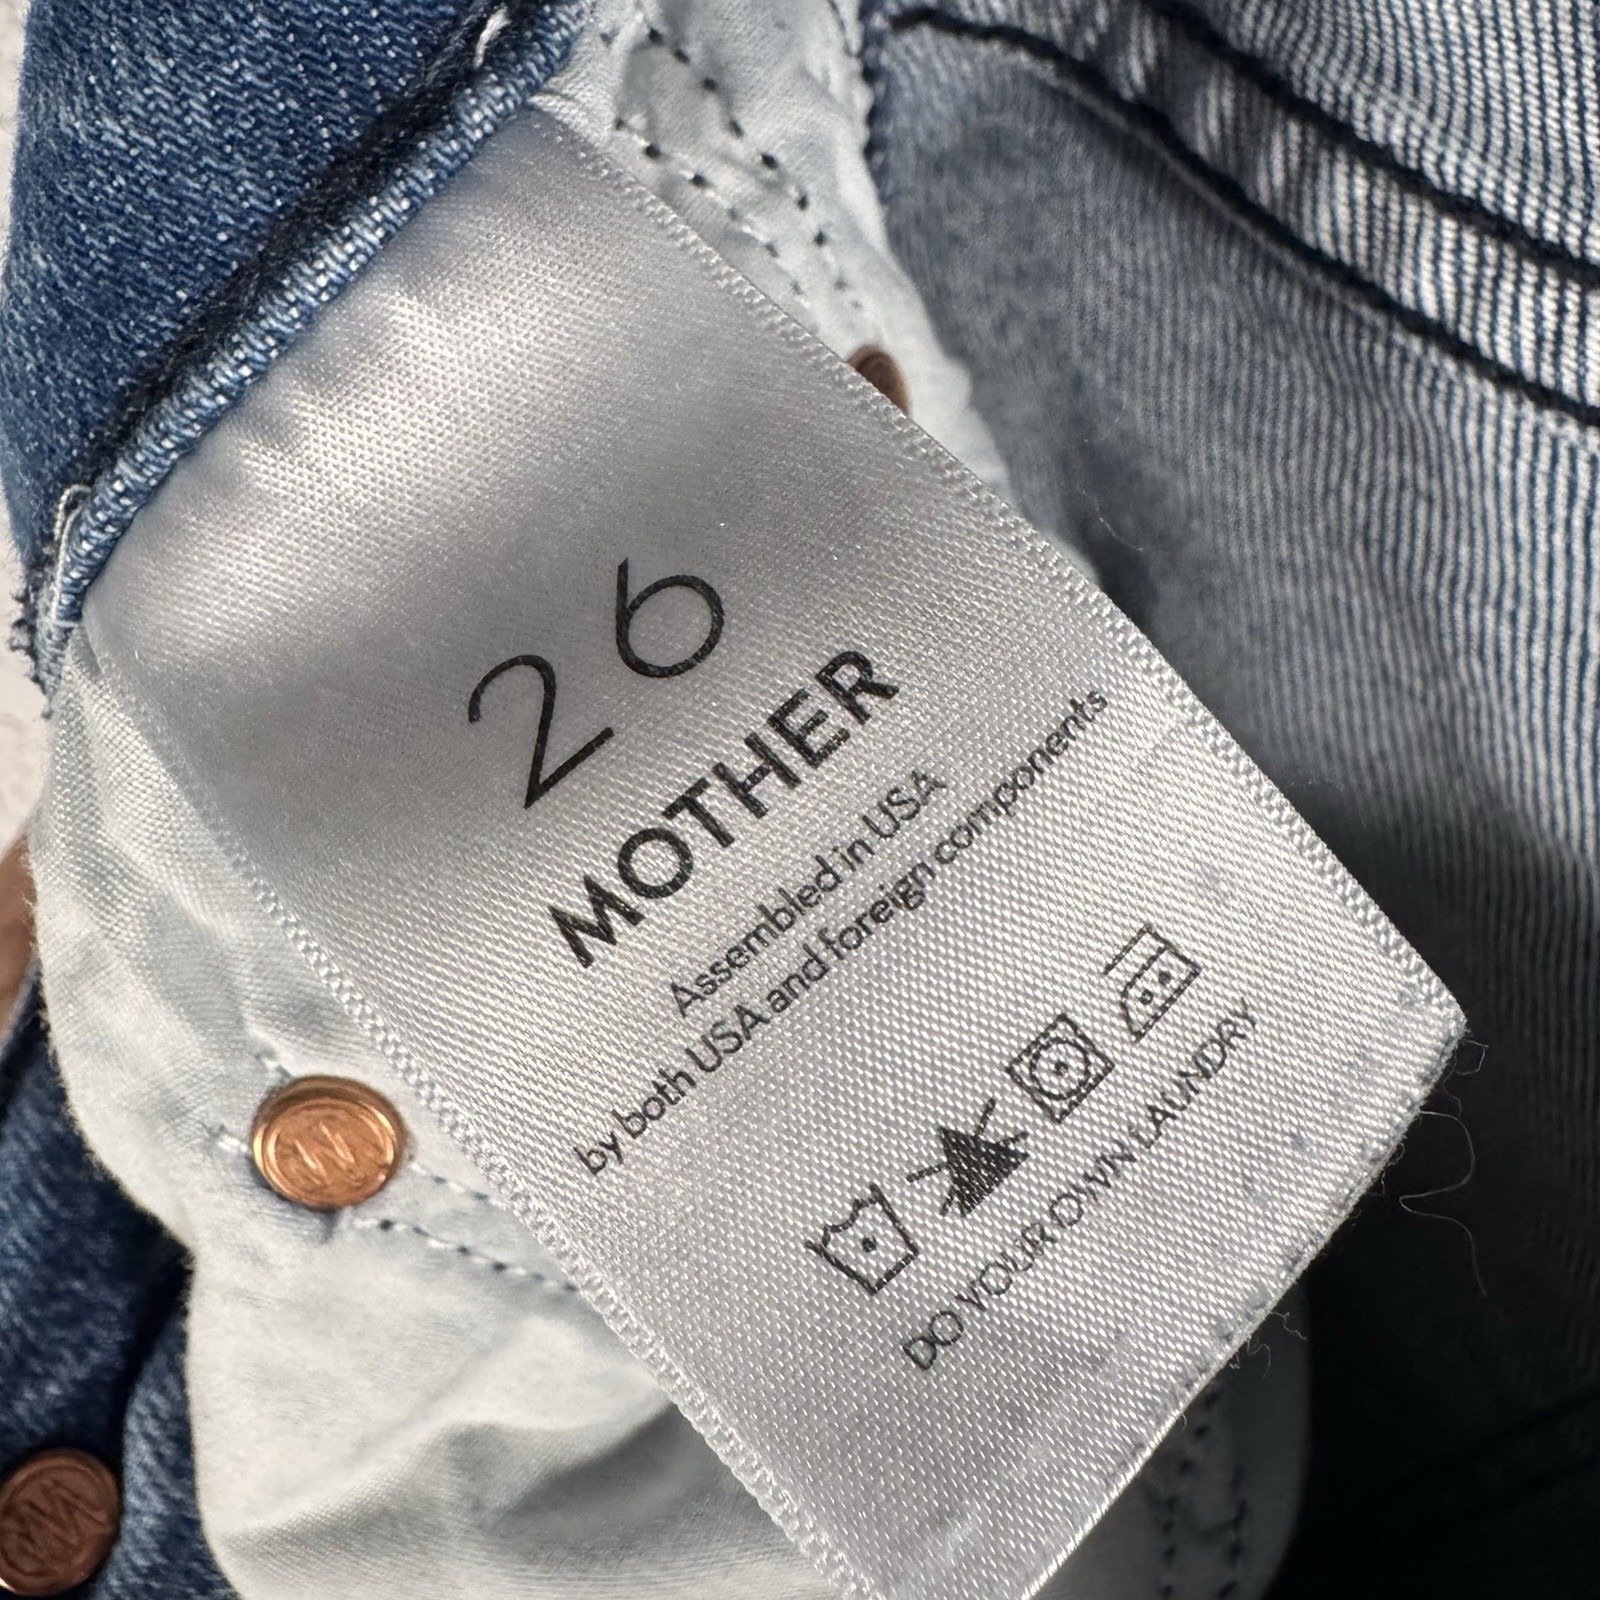 26
MOTHER
Assembled in USA
by both USA and foreign components
DO YOUR OWN LAUNDRY